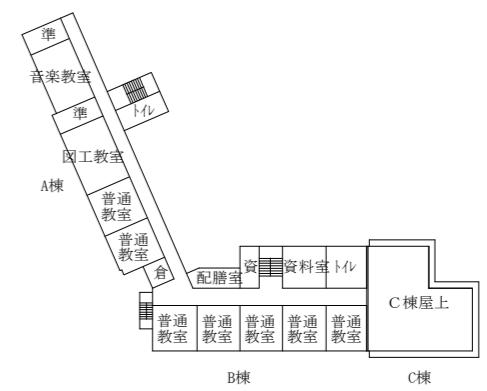 準
音楽教室
準
トイレ
図工教室
A棟
普通
教室
普通
教室
倉
配膳室
資
資料室
トイレ
C棟屋上
普通
教室
普通
教室
普通
教室
普通
教室
普通
教室
B棟
C棟